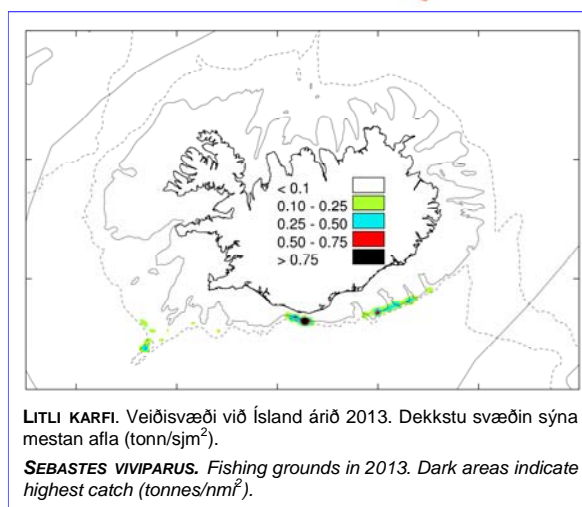 < 0.1
0.10 - 0.25
0.25 - 0.50
0.50 - 0.75
> 0.75
LITLI KARFI. Veiðisvæði við Ísland árið 2013. Dekkstu svæðin sýna
mestan afla (tonn/sjm²).
SEBASTES VIVIPARUS. Fishing grounds in 2013. Dark areas indicate
highest catch (tonnes/nmi²).